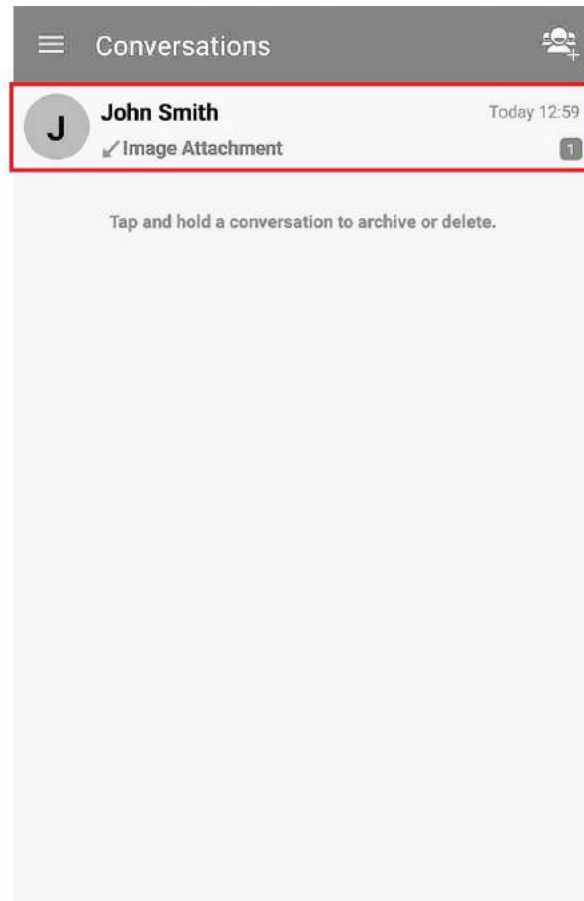 Conversations
J
John Smith
Today 12:59
Image Attachment
1
Tap and hold a conversation to archive or delete.